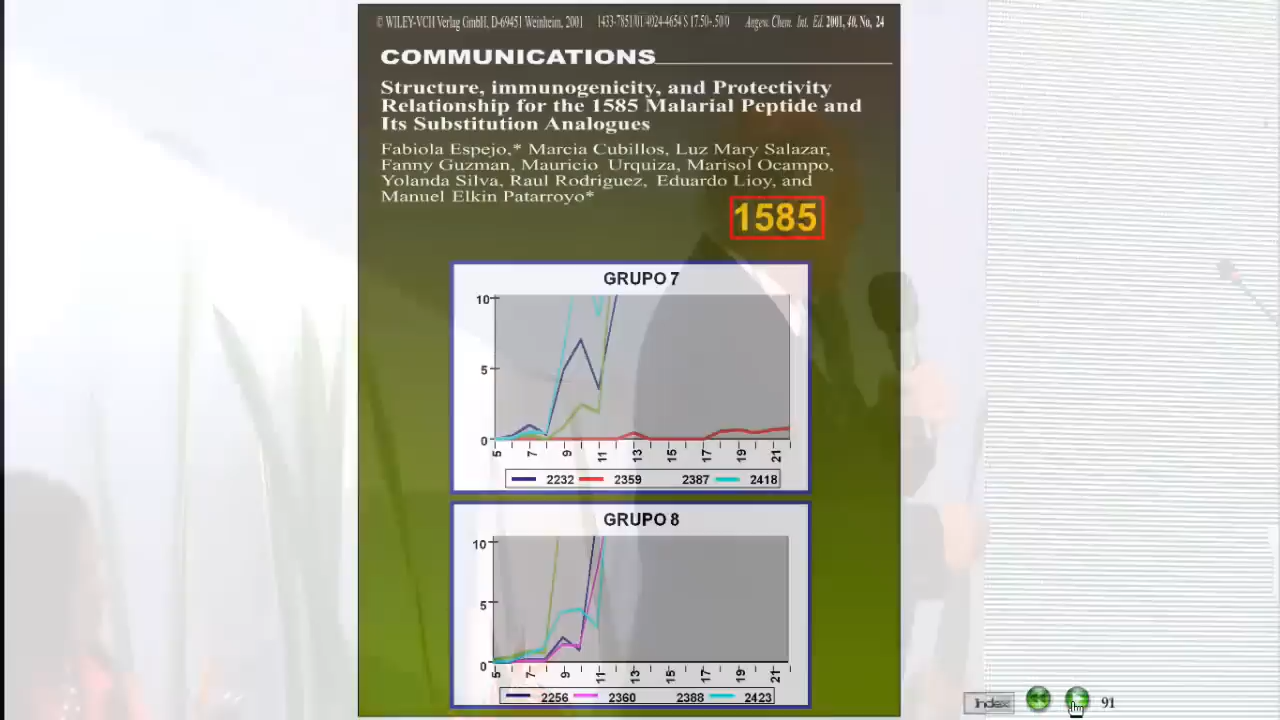 © WILEY-VCH Verlag GmbH, D-69451 Weinheim, 2001 1433-7851/01/4024-4654 $ 17.50+.50/0 Angew. Chem. Int. Ed. 2001, 40, No, 24
COMMUNICATIONS
Structure, immunogenicity, and Protectivity
Relationship for the 1585 Malarial Peptide and
Its Substitution Analogues
Fabiola Espejo,* Marcia Cubillos, Luz Mary Salazar,
Fanny Guzman, Mauricio Urquiza, Marisol Ocampo,
Yolanda Silva, Raul Rodriguez, Eduardo Lioy, and
Manuel Elkin Patarroyo*
1585
GRUPO 7
10
5
0
5 7 9 11 13 15 17 19 21
2232 2359 2387 2418
GRUPO 8
10
5
0
5 7 9 11 13 15 17 19 21
2256 2360 2388 2423
Index 91